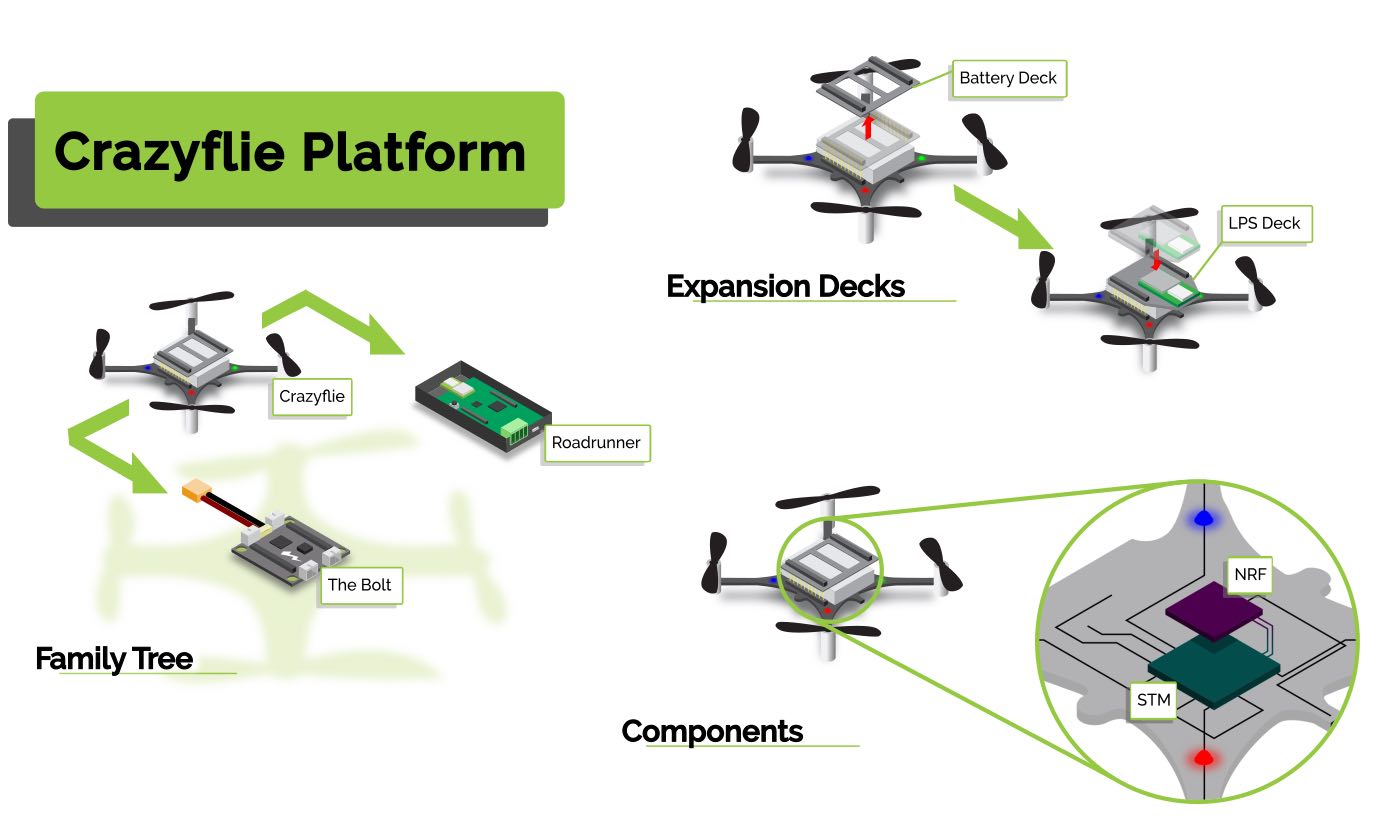 Crazyflie Platform
Battery Deck
LPS Deck
Expansion Decks
Crazyflie
Roadrunner
The Bolt
Family Tree
NRF
STM
Components